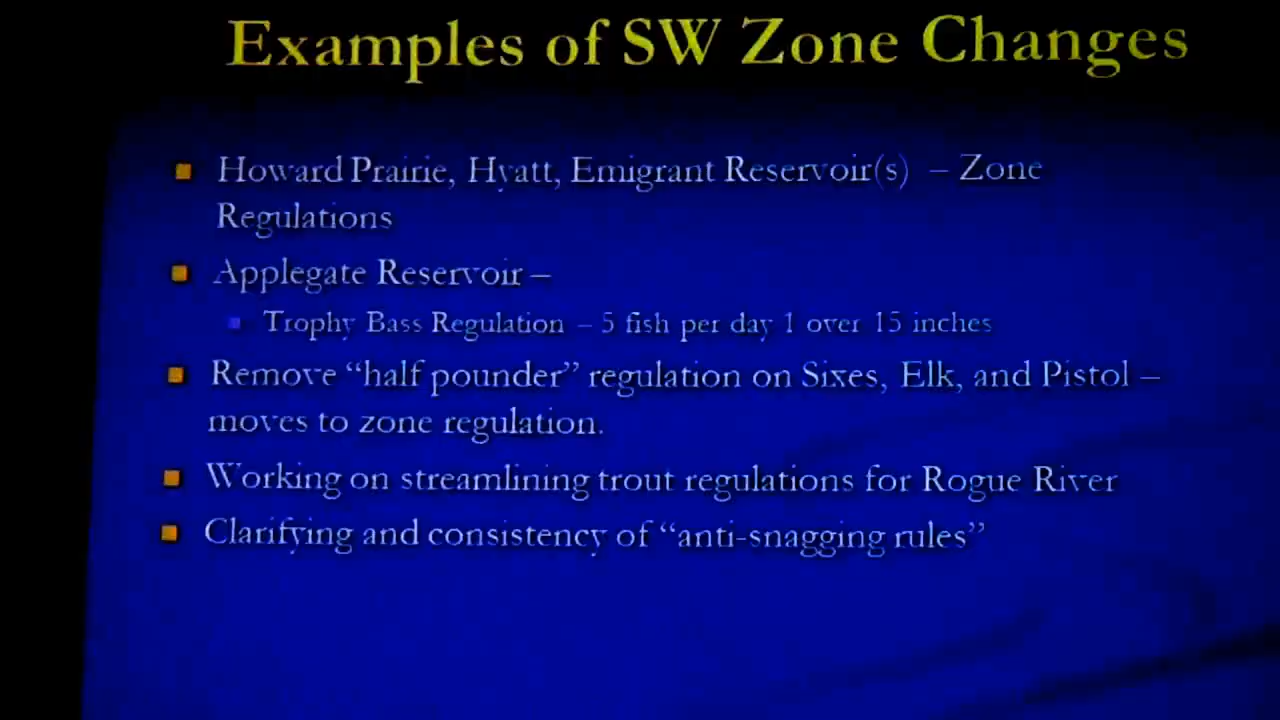 Examples of SW Zone Changes
Howard Prairie, Hyatt, Emigrant Reservoir(s) – Zone
Regulations
Applegate Reservoir –
Trophy Bass Regulation – 5 fish per day 1 over 15 inches
Remove “half pounder” regulation on Sixes, Elk, and Pistol –
moves to zone regulation.
Working on streamlining trout regulations for Rogue River
Clarifying and consistency of “anti-snagging rules”